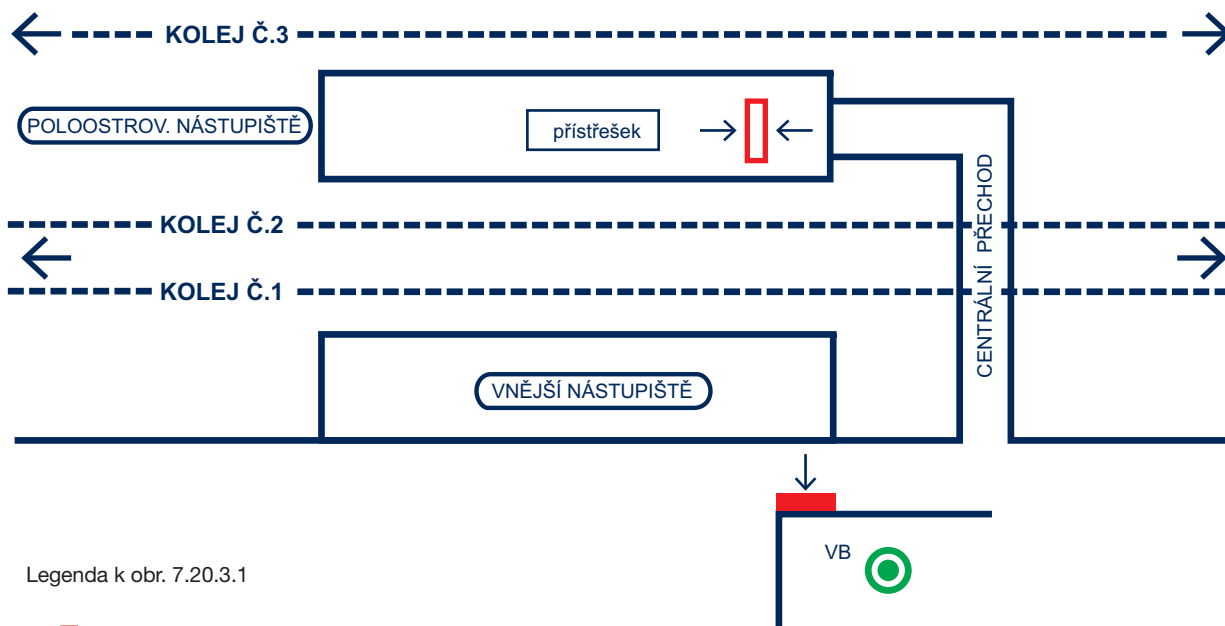 KOLEJ Č.3
POLOOSTROV. NÁSTUPIŠTĚ
přístřešek
KOLEJ Č.2
KOLEJ Č.1
CENTRÁLNÍ PŘECHOD
VNĚJŠÍ NÁSTUPIŠTĚ
VB
Legenda k obr. 7.20.3.1